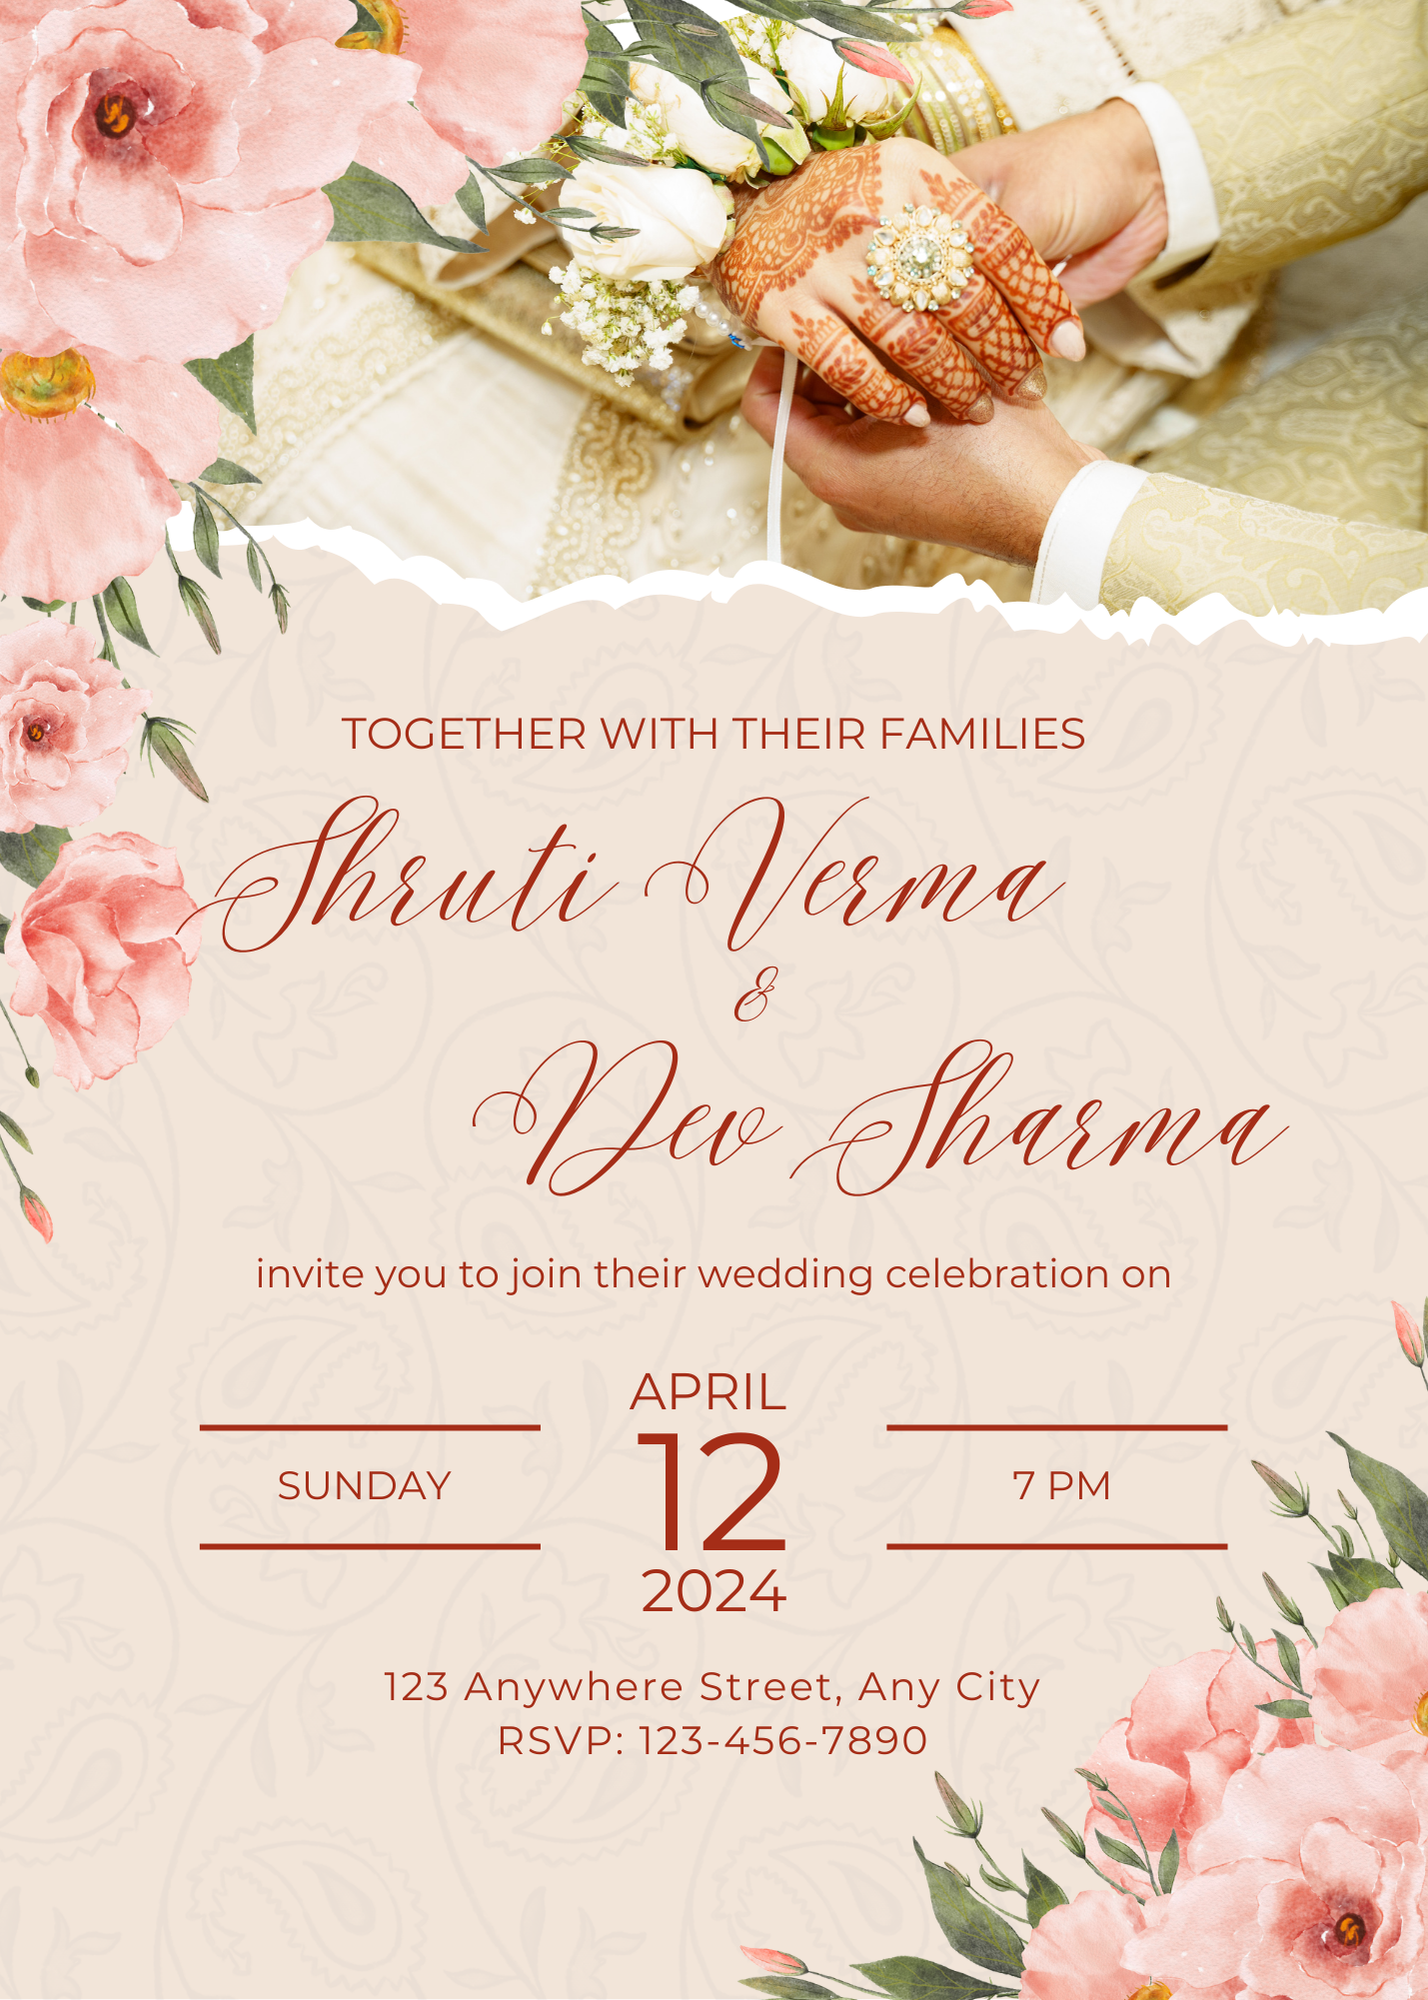 TOGETHER WITH THEIR FAMILIES
Shruti Verma
&
Dev Sharma
invite you to join their wedding celebration on
APRIL
SUNDAY
12
7 PM
2024
123 Anywhere Street, Any City
RSVP: 123-456-7890